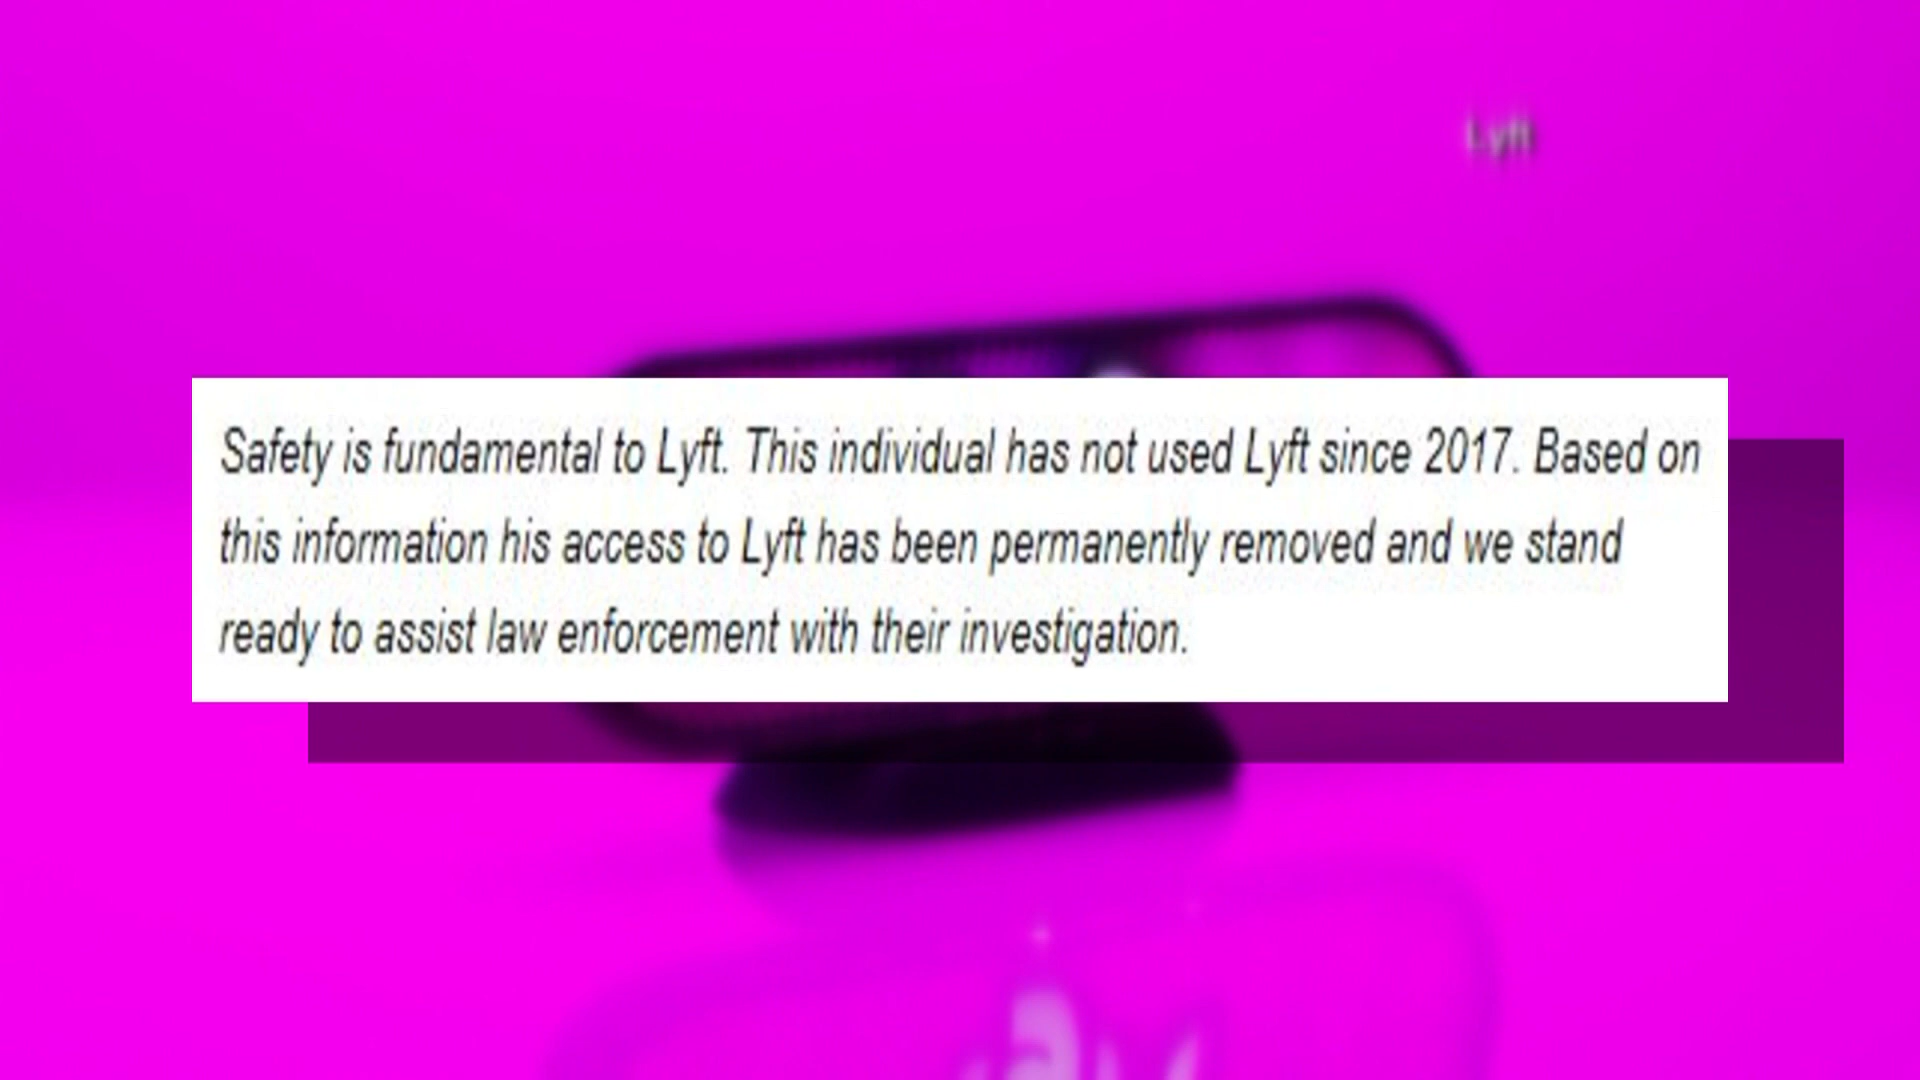 Lyft
Safety is fundamental to Lyft. This individual has not used Lyft since 2017. Based on
this information his access to Lyft has been permanently removed and we stand
ready to assist law enforcement with their investigation.